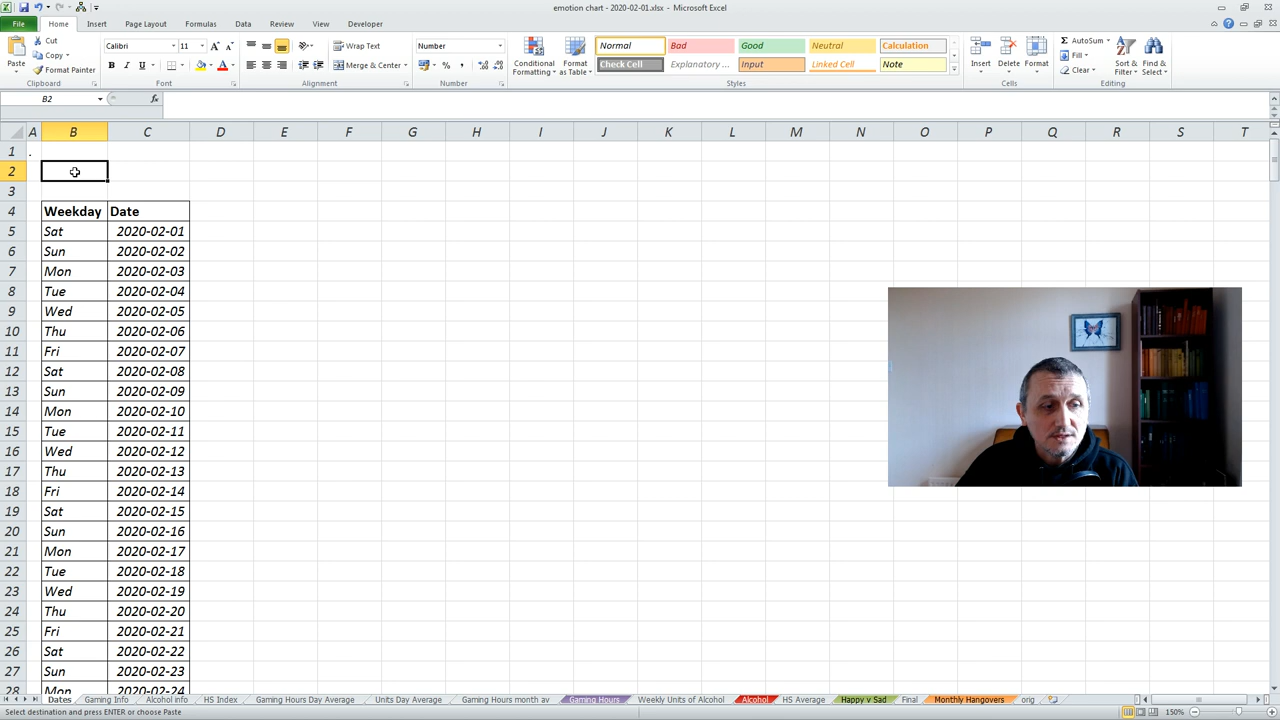 emotion chart - 2020-02-01.xlsx - Microsoft Excel
File Home Insert Page Layout Formulas Data Review View Developer
Paste
Cut
Copy
Format Painter
Clipboard
Calibri 11
B I U
Font
Wrap Text
Merge & Center
Alignment
Number
Number
Conditional Formatting
Format as Table
Normal Bad Good Neutral Calculation
Check Cell Explanatory ... Input Linked Cell Note
Styles
Insert Delete Format
Cells
AutoSum
Fill
Clear
Sort & Filter
Find & Select
Editing
B2 fx
A B C D E F G H I J K L M N O P Q R S T
1 .
2
3
4 Weekday Date
5 Sat 2020-02-01
6 Sun 2020-02-02
7 Mon 2020-02-03
8 Tue 2020-02-04
9 Wed 2020-02-05
10 Thu 2020-02-06
11 Fri 2020-02-07
12 Sat 2020-02-08
13 Sun 2020-02-09
14 Mon 2020-02-10
15 Tue 2020-02-11
16 Wed 2020-02-12
17 Thu 2020-02-13
18 Fri 2020-02-14
19 Sat 2020-02-15
20 Sun 2020-02-16
21 Mon 2020-02-17
22 Tue 2020-02-18
23 Wed 2020-02-19
24 Thu 2020-02-20
25 Fri 2020-02-21
26 Sat 2020-02-22
27 Sun 2020-02-23
28 Mon 2020-02-24
Dates Gaming Info Alcohol info HS Index Gaming Hours Day Average Units Day Average Gaming Hours month av Gaming Hours Weekly Units of Alcohol Alcohol HS Average Happy v Sad Final Monthly Hangovers orig
Select destination and press ENTER or choose Paste
150%